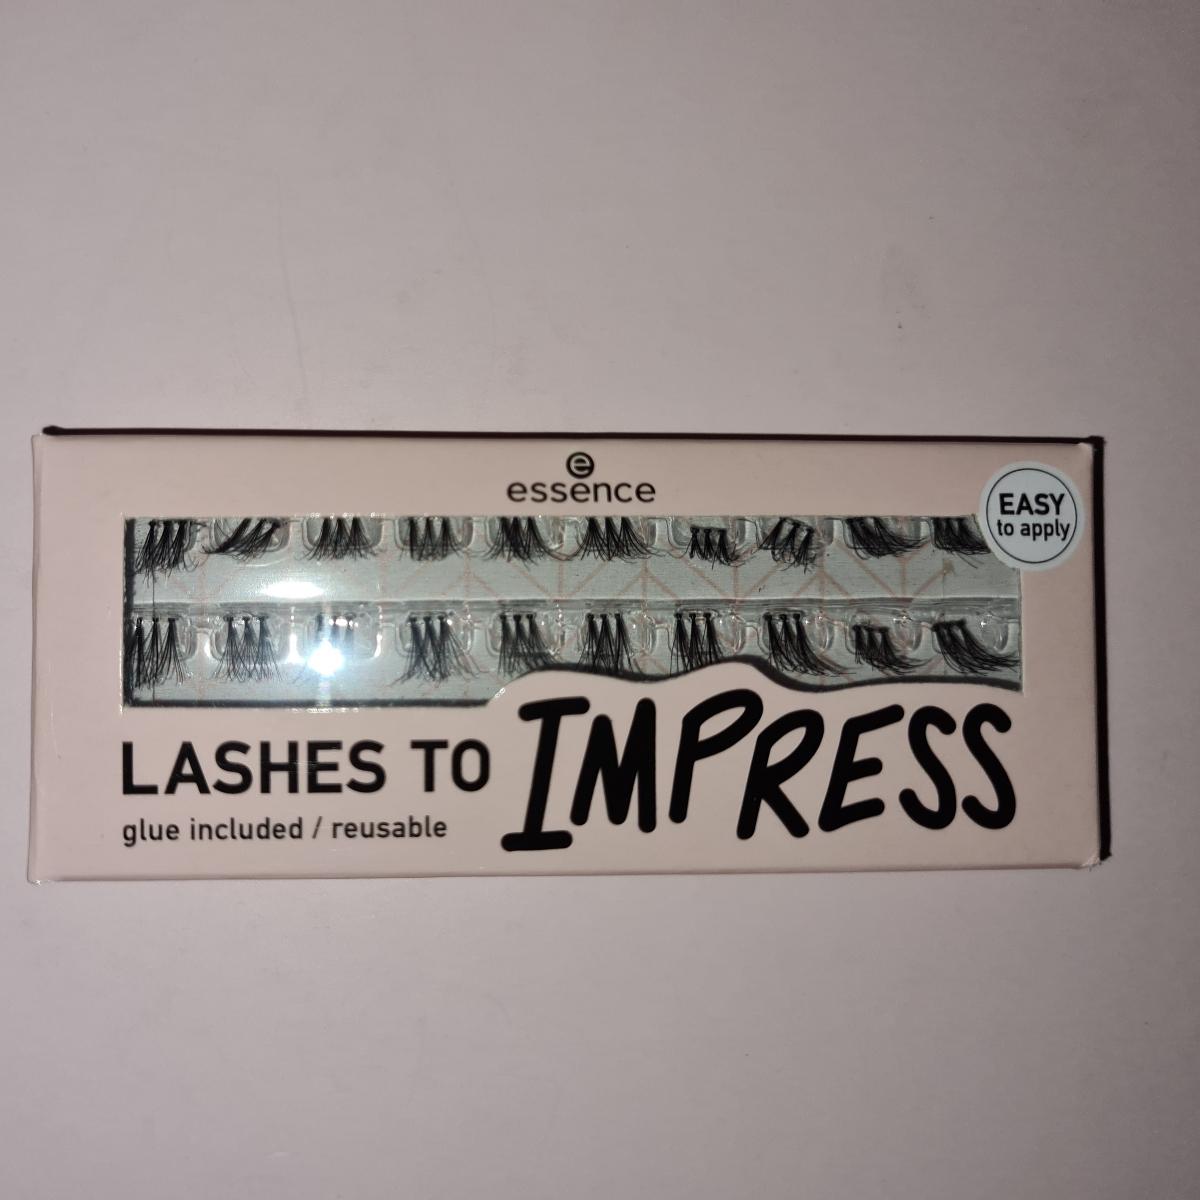 e
essence
EASY
to apply
LASHES TO IMPRESS
glue included / reusable